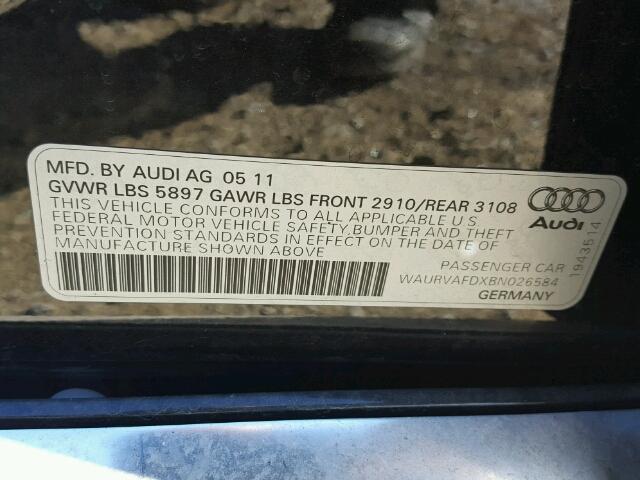 MFD. BY AUDI AG 05 11
GVWR LBS 5897 GAWR LBS FRONT 2910/REAR 3108
THIS VEHICLE CONFORMS TO ALL APPLICABLE U.S
FEDERAL MOTOR VEHICLE SAFETY,BUMPER AND THEFT
PREVENTION STANDARDS IN EFFECT ON THE DATE OF
MANUFACTURE SHOWN ABOVE
PASSENGER CAR
WAURVAFDXBN026584
GERMANY
Audi
1943514